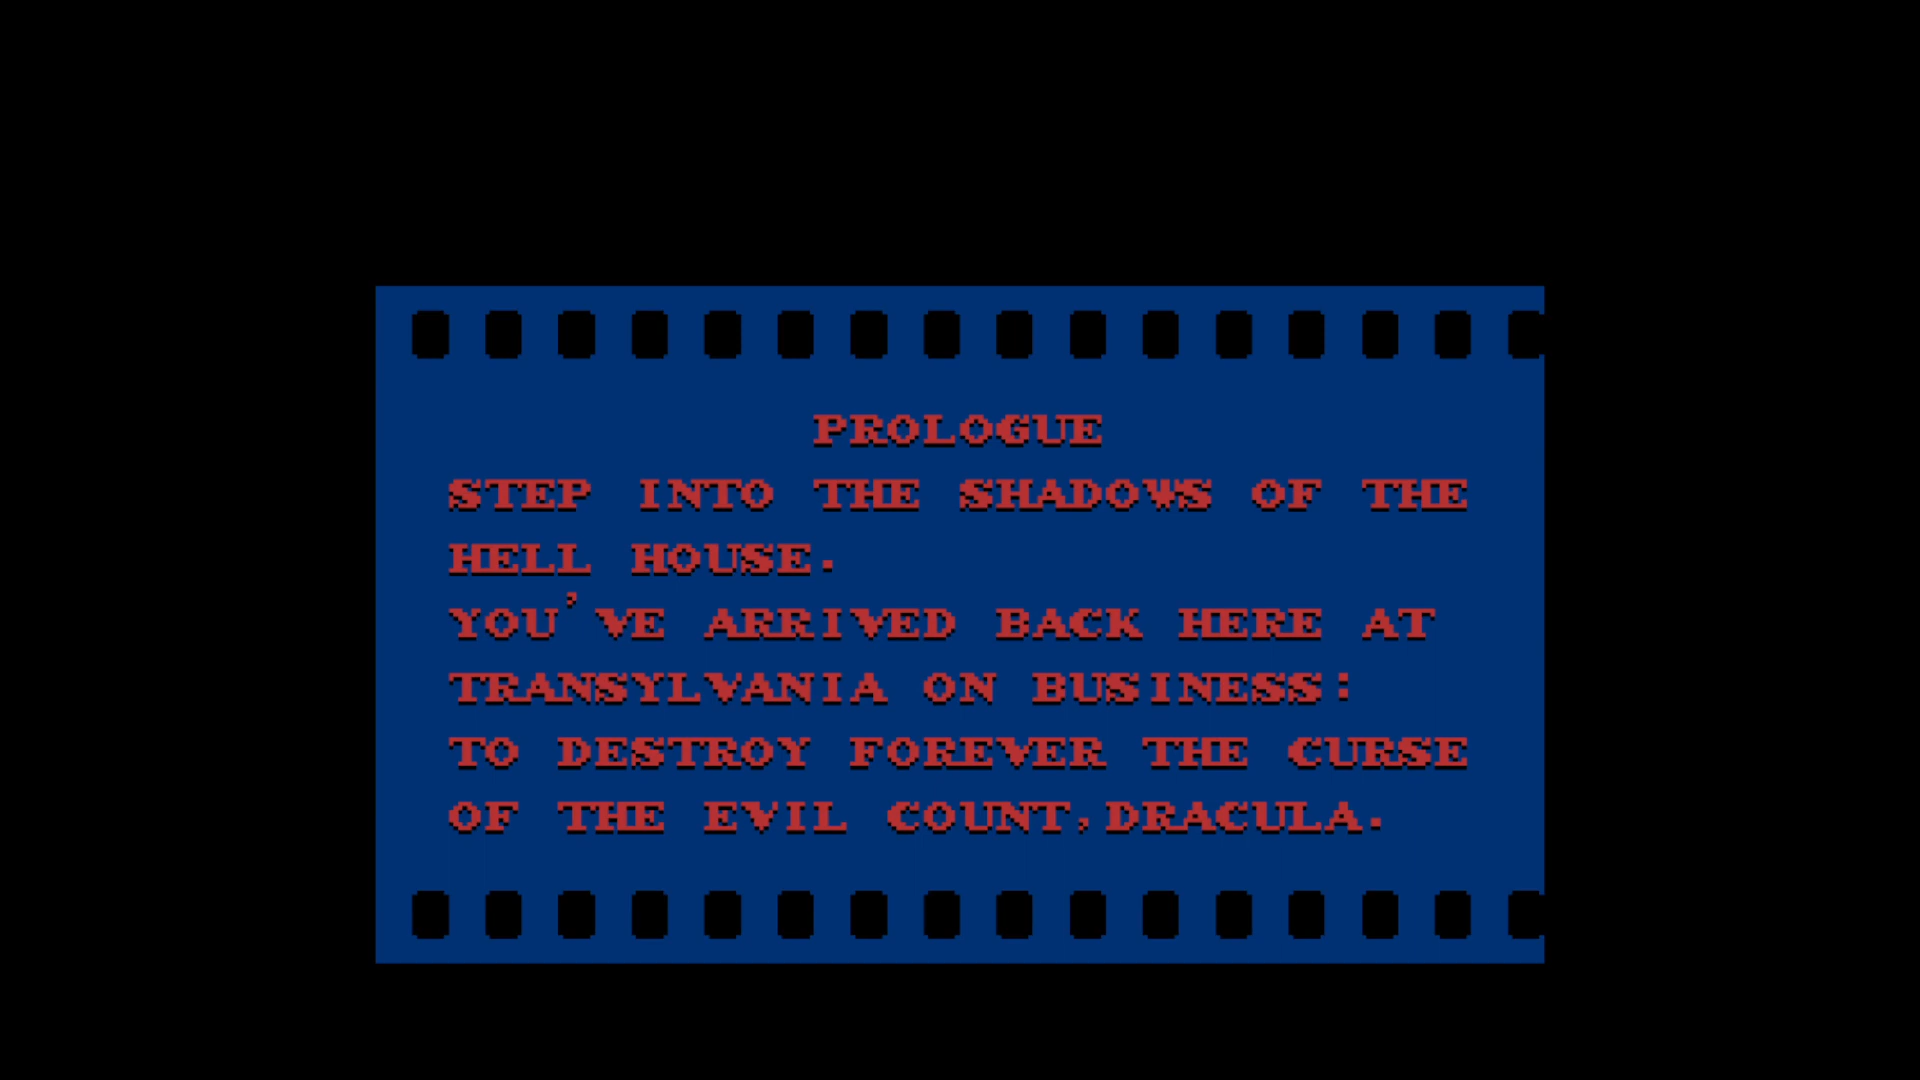 PROLOGUE
STEP INTO THE SHADOWS OF THE
HELL HOUSE.
YOU'VE ARRIVED BACK HERE AT
TRANSYLVANIA ON BUSINESS:
TO DESTROY FOREVER THE CURSE
OF THE EVIL COUNT,DRACULA.